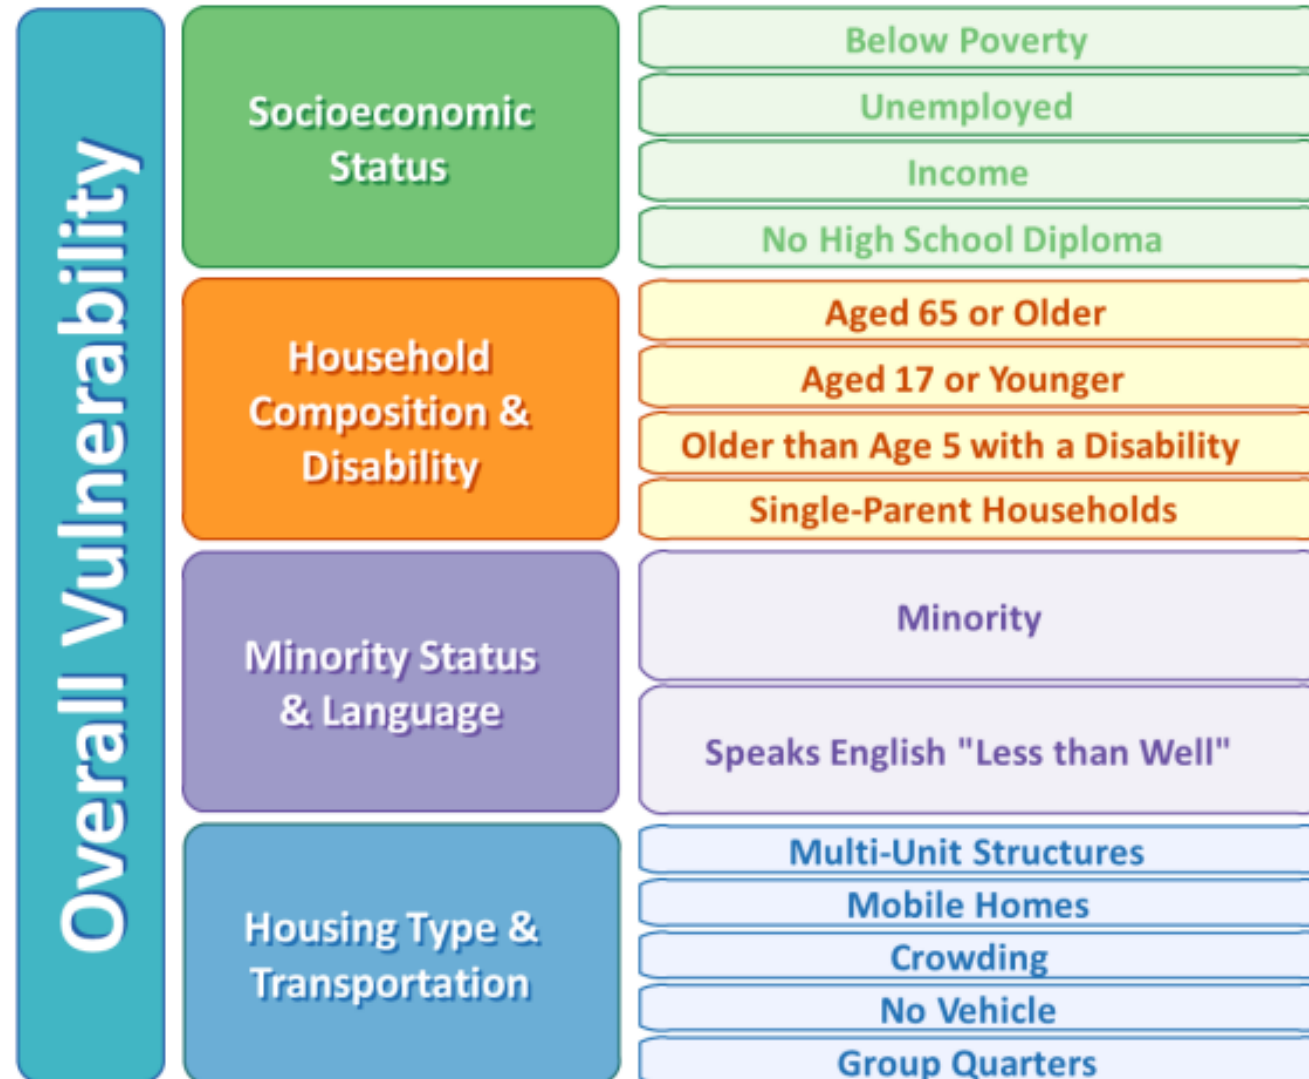 Overall Vulnerability
Socioeconomic
Status
Below Poverty
Unemployed
Income
No High School Diploma
Household
Composition &
Disability
Aged 65 or Older
Aged 17 or Younger
Older than Age 5 with a Disability
Single-Parent Households
Minority Status
& Language
Minority
Speaks English "Less than Well"
Housing Type &
Transportation
Multi-Unit Structures
Mobile Homes
Crowding
No Vehicle
Group Quarters